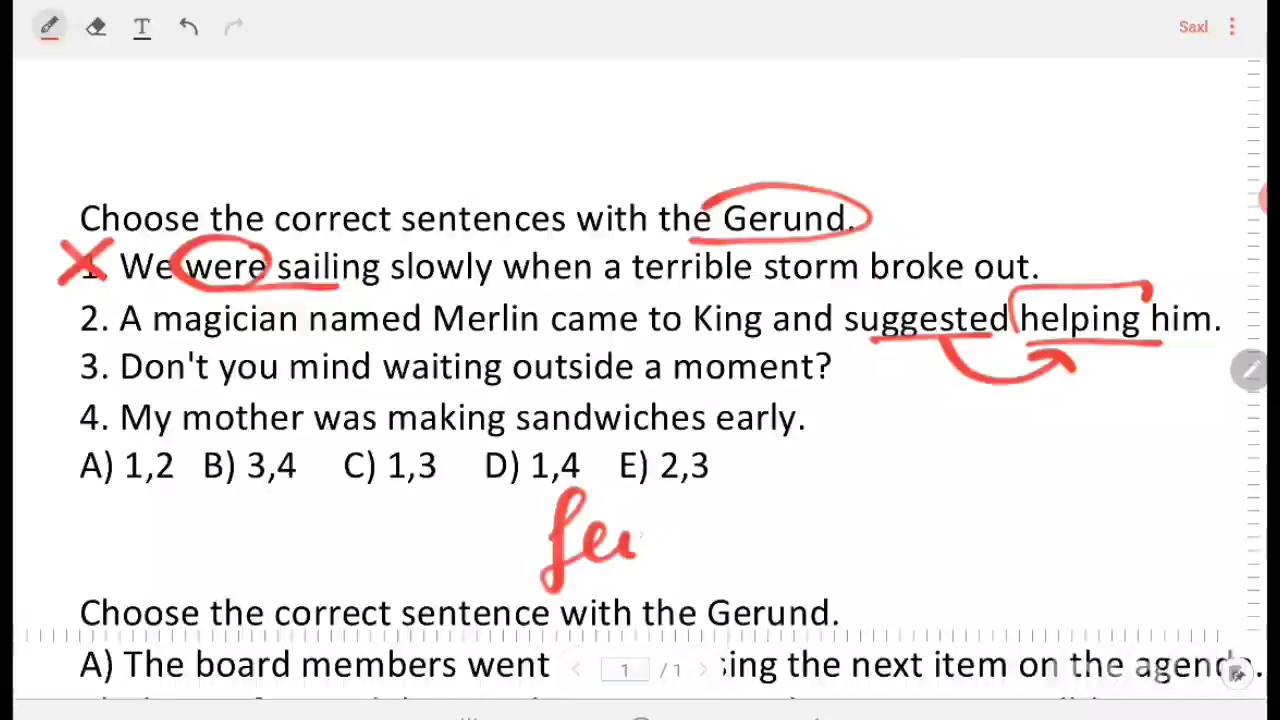 Saxl
Choose the correct sentences with the Gerund.
1. We were sailing slowly when a terrible storm broke out.
2. A magician named Merlin came to King and suggested helping him.
3. Don't you mind waiting outside a moment?
4. My mother was making sandwiches early.
A) 1,2 B) 3,4 C) 1,3 D) 1,4 E) 2,3
Choose the correct sentence with the Gerund.
A) The board members went sing the next item on the agenda.
1 / 1